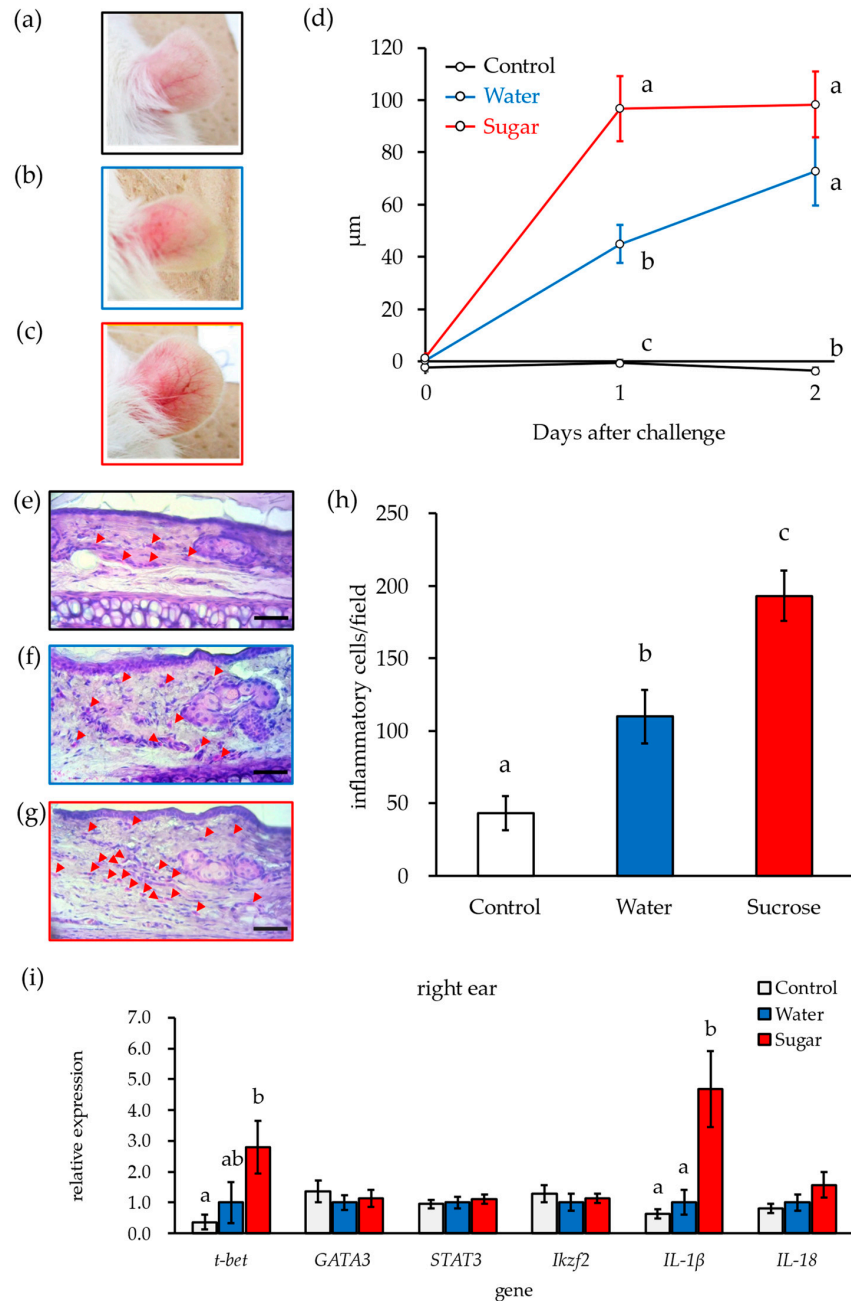 (a)
(b)
(c)
(d)
120
100
80
60
40
20
0
μm
Control
Water
Sugar
a
a
a
b
c
b
0
1
2
Days after challenge
(e)
(f)
(g)
(h)
250
200
150
100
50
0
inflammatory cells/field
a
b
c
Control
Water
Sucrose
(i)
right ear
Control
Water
Sugar
7.0
6.0
5.0
4.0
3.0
2.0
1.0
0.0
relative expression
a
ab
b
a
a
b
t-bet
GATA3
STAT3
Ikzf2
IL-1β
IL-18
gene